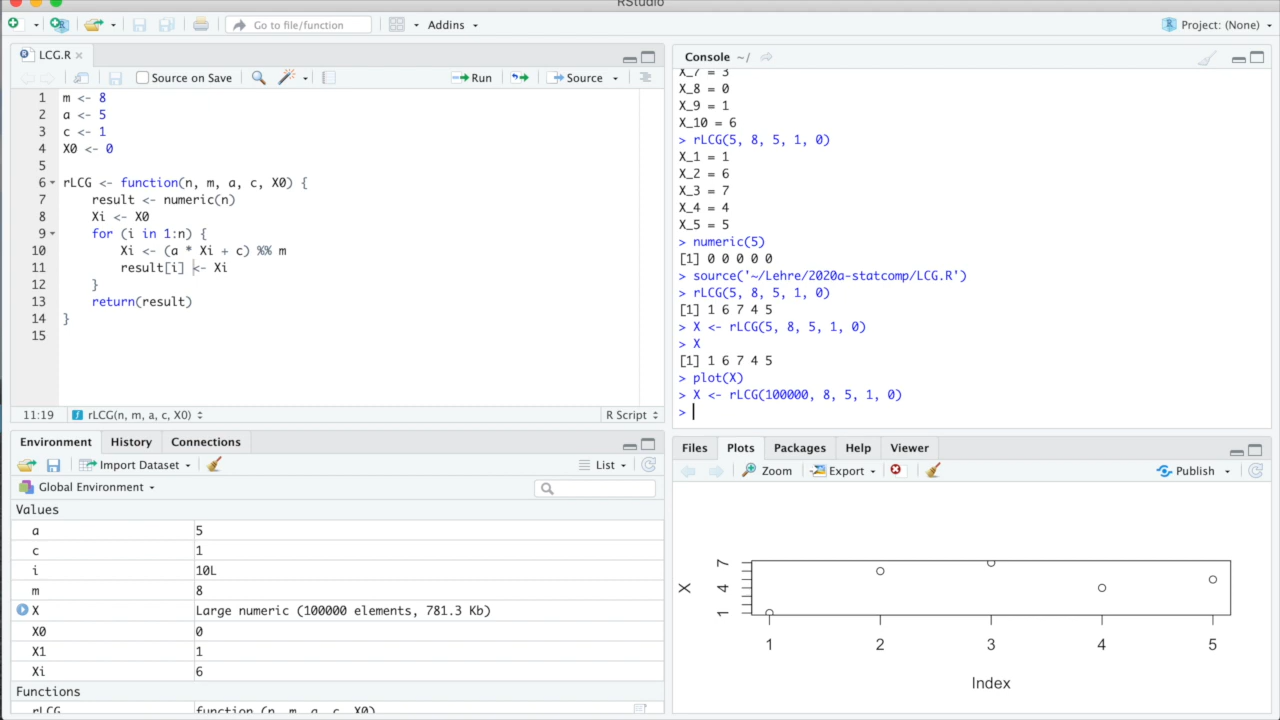 RStudio
Go to file/function
Addins
Project: (None)
LCG.R
Source on Save
Run
Source
1 m <- 8
2 a <- 5
3 c <- 1
4 X0 <- 0
5
6 rLCG <- function(n, m, a, c, X0) {
7 result <- numeric(n)
8 Xi <- X0
9 for (i in 1:n) {
10 Xi <- (a * Xi + c) %% m
11 result[i] <- Xi
12 }
13 return(result)
14 }
15
11:19 rLCG(n, m, a, c, X0) R Script
Console ~/
X_7 = 3
X_8 = 0
X_9 = 1
X_10 = 6
> rLCG(5, 8, 5, 1, 0)
X_1 = 1
X_2 = 6
X_3 = 7
X_4 = 4
X_5 = 5
> numeric(5)
[1] 0 0 0 0 0
> source('~/Lehre/2020a-statcomp/LCG.R')
> rLCG(5, 8, 5, 1, 0)
[1] 1 6 7 4 5
> X <- rLCG(5, 8, 5, 1, 0)
> X
[1] 1 6 7 4 5
> plot(X)
> X <- rLCG(100000, 8, 5, 1, 0)
>
Environment History Connections
Import Dataset List
Global Environment
Values
a 5
c 1
i 10L
m 8
X Large numeric (100000 elements, 781.3 Kb)
X0 0
X1 1
Xi 6
Functions
rLCG function (n, m, a, c, X0)
Files Plots Packages Help Viewer
Zoom Export Publish
X
1 4 7
1 2 3 4 5
Index